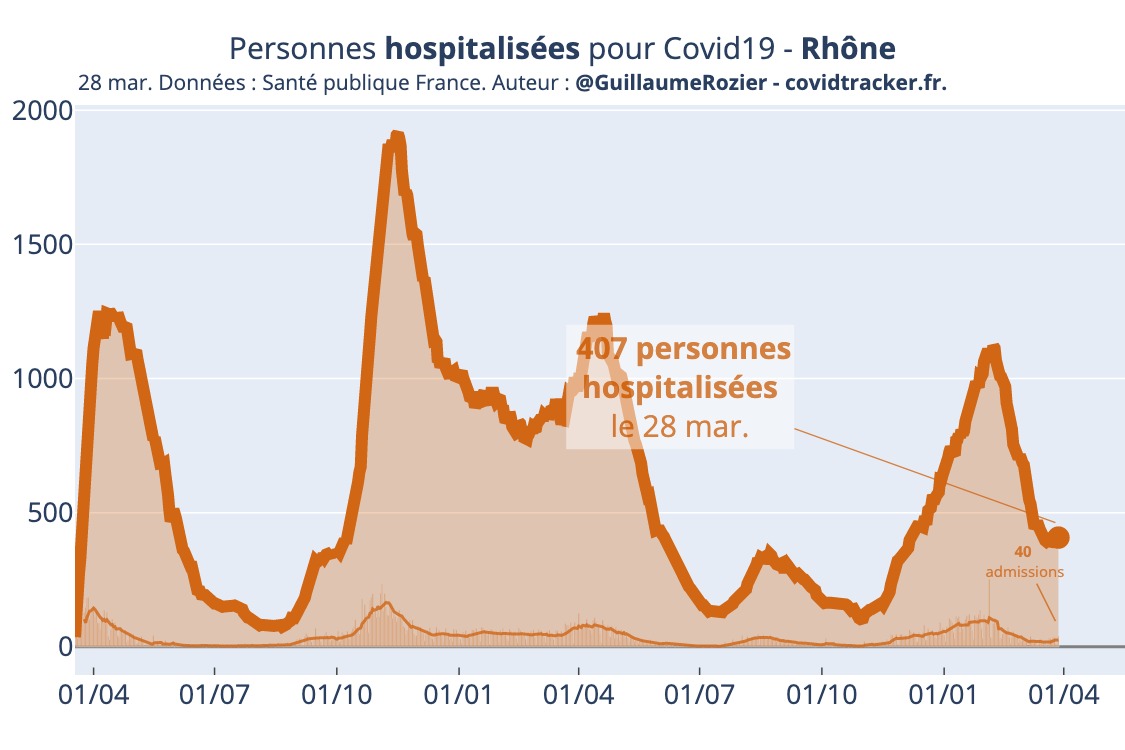 Personnes hospitalisées pour Covid19 - Rhône
28 mar. Données : Santé publique France. Auteur : @GuillaumeRozier - covidtracker.fr.
2000
1500
1000
500
0
407 personnes
hospitalisées
le 28 mar.
40
admissions
01/04 01/07 01/10 01/01 01/04 01/07 01/10 01/01 01/04